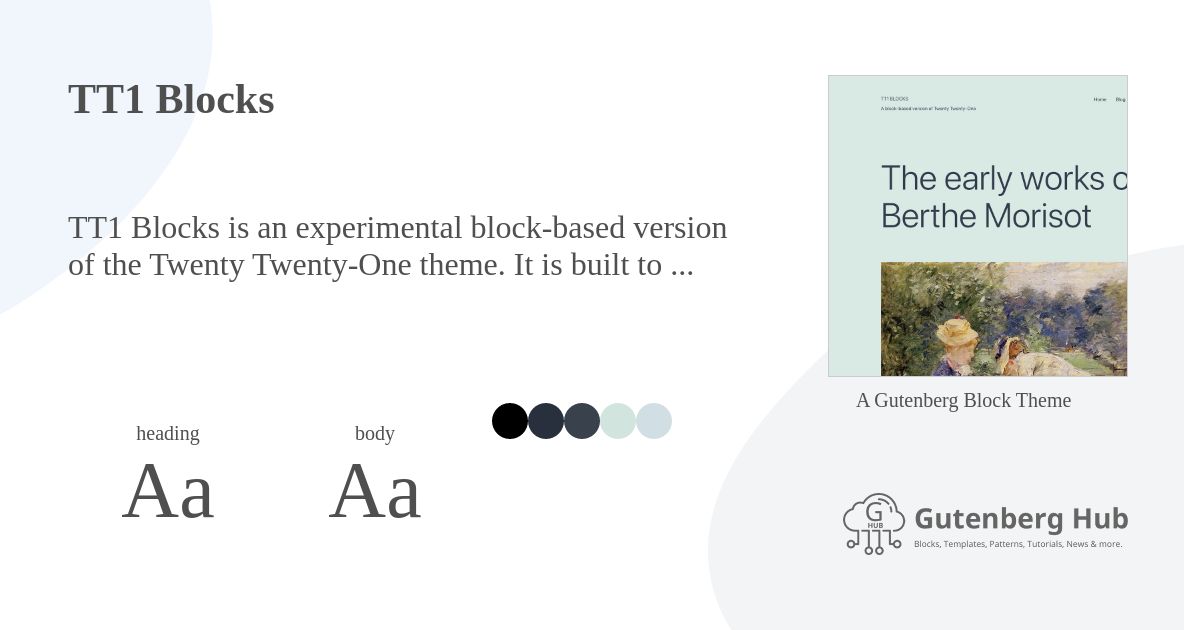 TT1 Blocks
TT1 Blocks is an experimental block-based version
of the Twenty Twenty-One theme. It is built to ...
heading
Aa
body
Aa
TT1 BLOCKS
A block-based version of Twenty Twenty-One
Home Blog
The early works o
Berthe Morisot
A Gutenberg Block Theme
G
HUB
Gutenberg Hub
Blocks, Templates, Patterns, Tutorials, News & more.